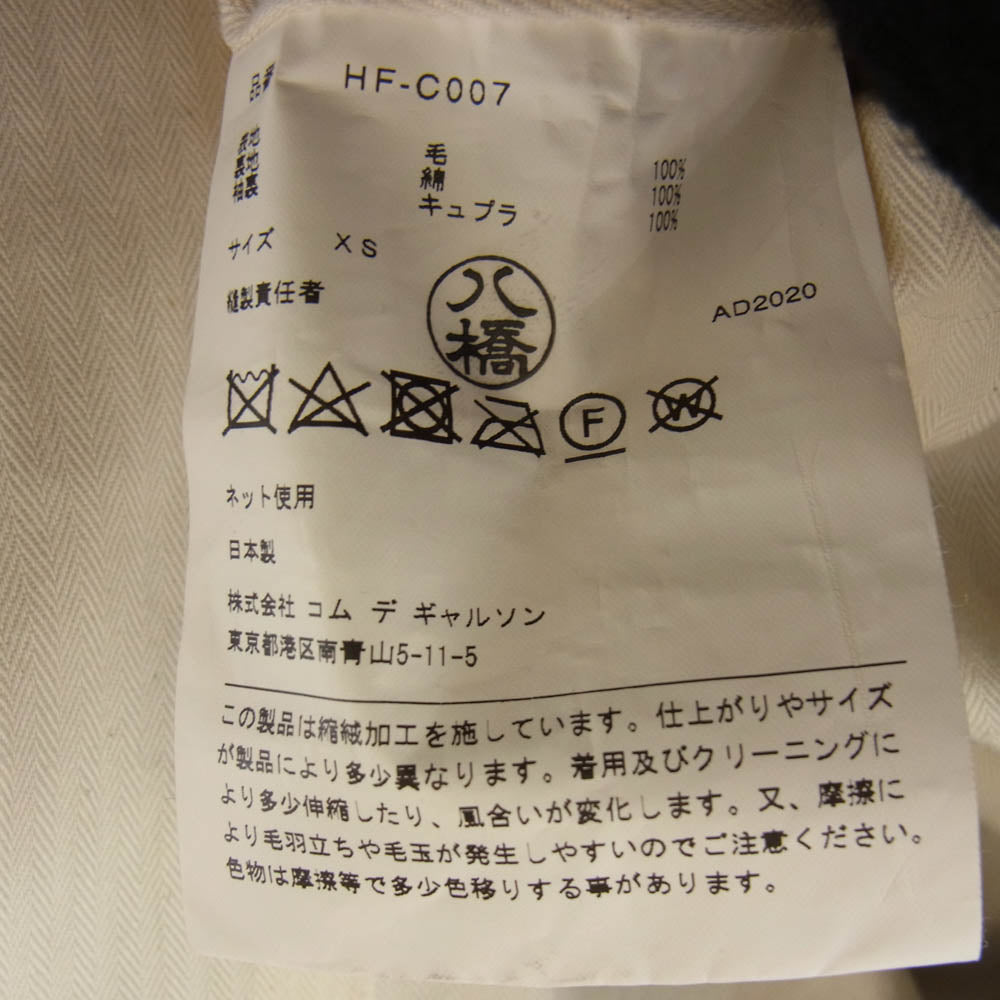 品番 HF-C007
表地 毛 100%
裏地 綿 100%
袖裏 キュプラ 100%
サイズ XS
縫製責任者 八橋 AD2020
F W
ネット使用
日本製
株式会社 コム デ ギャルソン
東京都港区南青山5-11-5
この製品は縮絨加工を施しています。仕上がりやサイズ
が製品により多少異なります。着用及びクリーニングに
より多少伸縮したり、風合いが変化します。又、摩擦に
より毛羽立ちや毛玉が発生しやすいのでご注意ください。
色物は摩擦等で多少色移りする事があります。